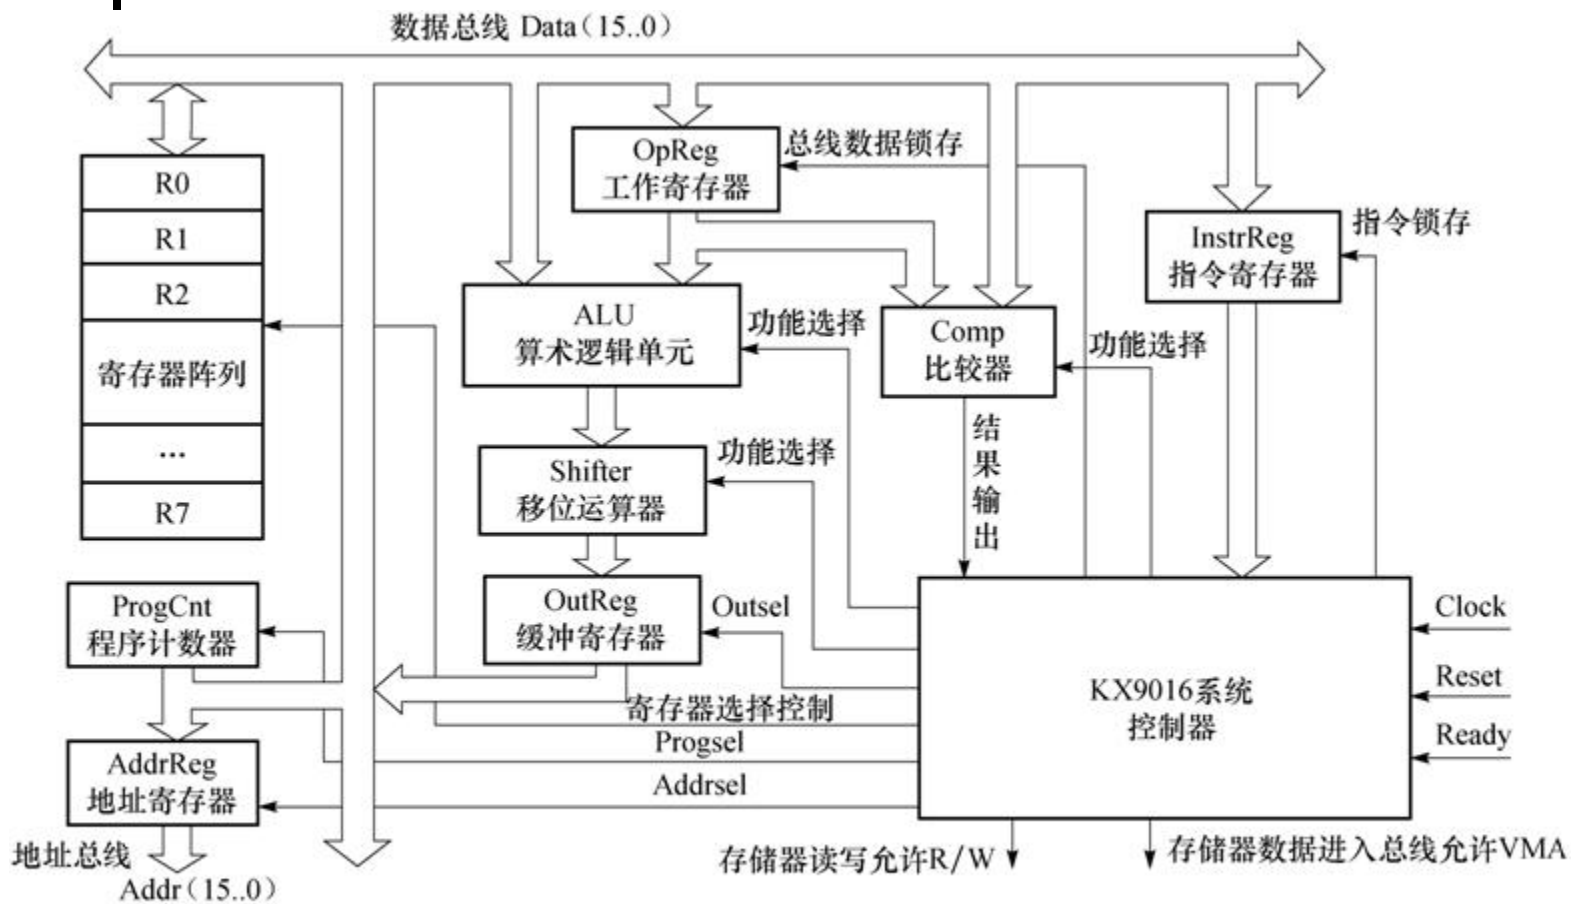 数据总线 Data（15..0）
R0
R1
R2
寄存器阵列
...
R7
OpReg
工作寄存器
总线数据锁存
InstrReg
指令寄存器
指令锁存
ALU
算术逻辑单元
功能选择
Comp
比较器
功能选择
结果输出
Shifter
移位运算器
功能选择
OutReg
缓冲寄存器
Outsel
ProgCnt
程序计数器
KX9016系统
控制器
Clock
Reset
Ready
寄存器选择控制
Progsel
Addrsel
AddrReg
地址寄存器
地址总线
Addr（15..0）
存储器读写允许R/W
存储器数据进入总线允许VMA